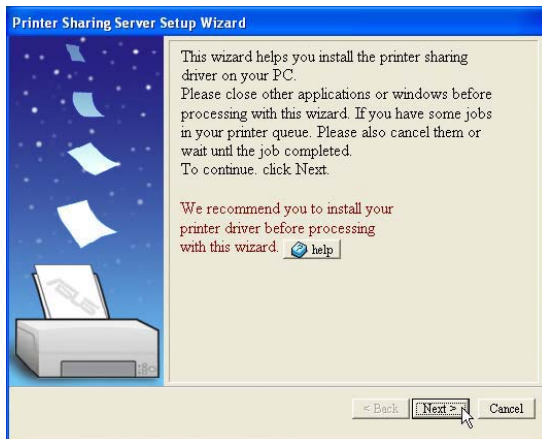 Printer Sharing Server Setup Wizard
This wizard helps you install the printer sharing
driver on your PC.
Please close other applications or windows before
processing with this wizard. If you have some jobs
in your printer queue. Please also cancel them or
wait until the job completed.
To continue. click Next.
We recommend you to install your
printer driver before processing
with this wizard. help
ASUS
< Back Next > Cancel